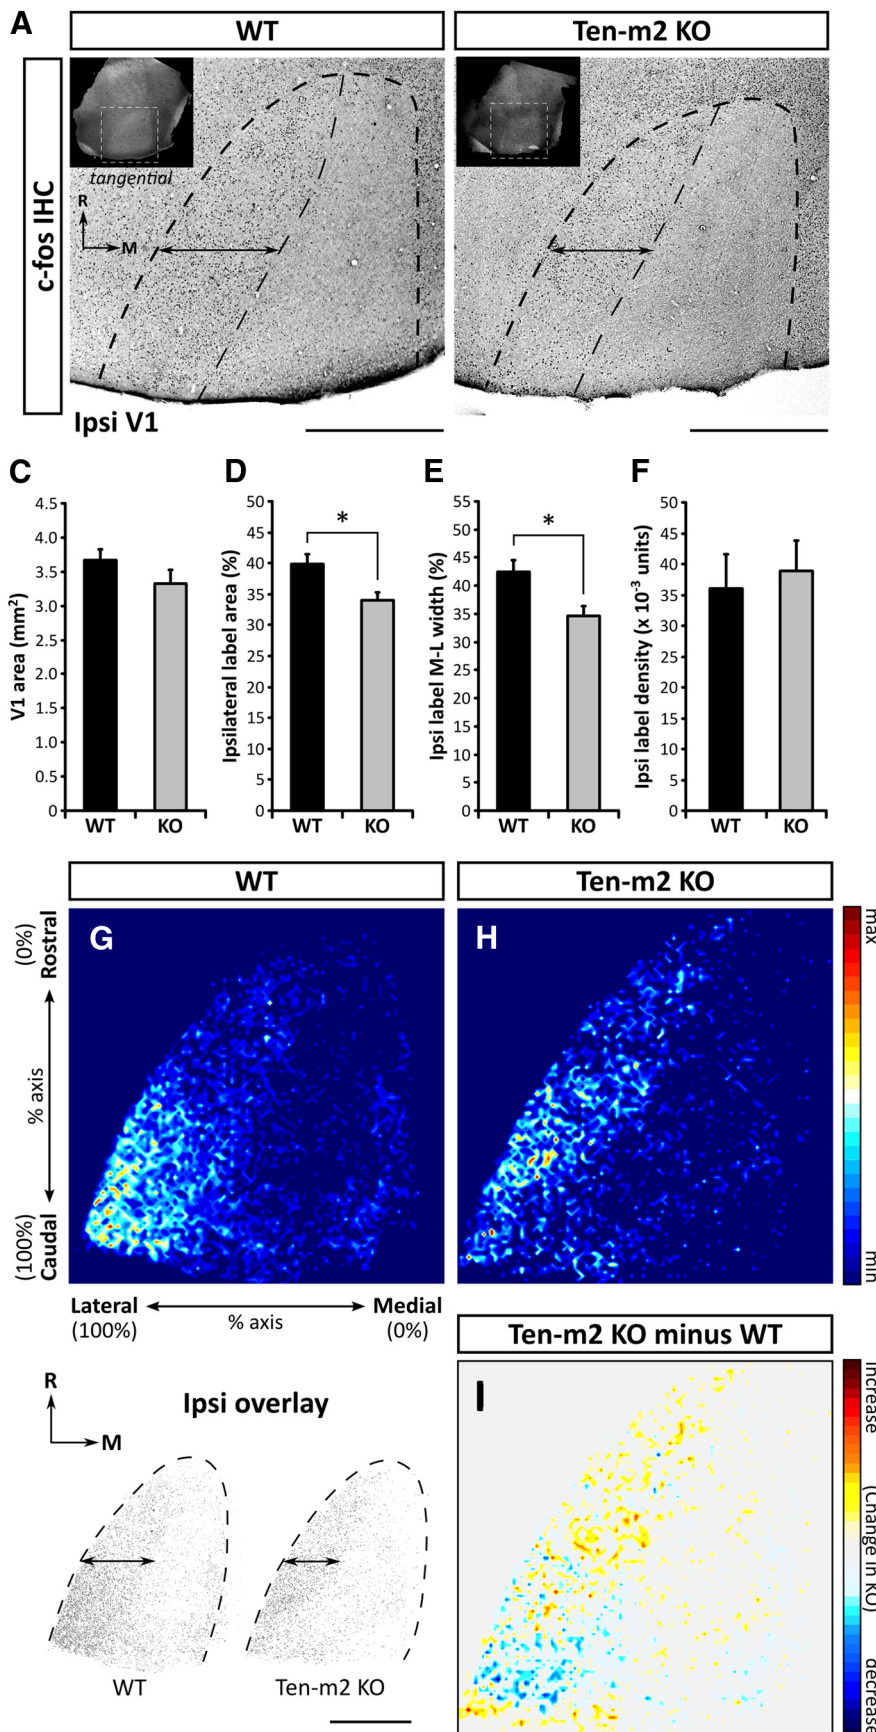 A
WT
Ten-m2 KO
c-fos IHC
tangential
R
M
Ipsi V1
C
D
E
F
V1 area (mm²)
4.5
4.0
3.5
3.0
2.5
2.0
1.5
1.0
0.5
0
WT
KO
Ipsilateral label area (%)
50
45
40
35
30
25
20
15
10
5
0
*
WT
KO
Ipsi label M-L width (%)
55
50
45
40
35
30
25
20
15
10
5
0
*
WT
KO
Ipsi label density (x 10⁻³ units)
50
45
40
35
30
25
20
15
10
5
0
WT
KO
WT
Ten-m2 KO
G
H
Rostral
(0%)
% axis
Caudal
(100%)
Lateral
(100%)
% axis
Medial
(0%)
max
min
Ten-m2 KO minus WT
I
R
M
Ipsi overlay
WT
Ten-m2 KO
increase
(Change in KO)
decrease